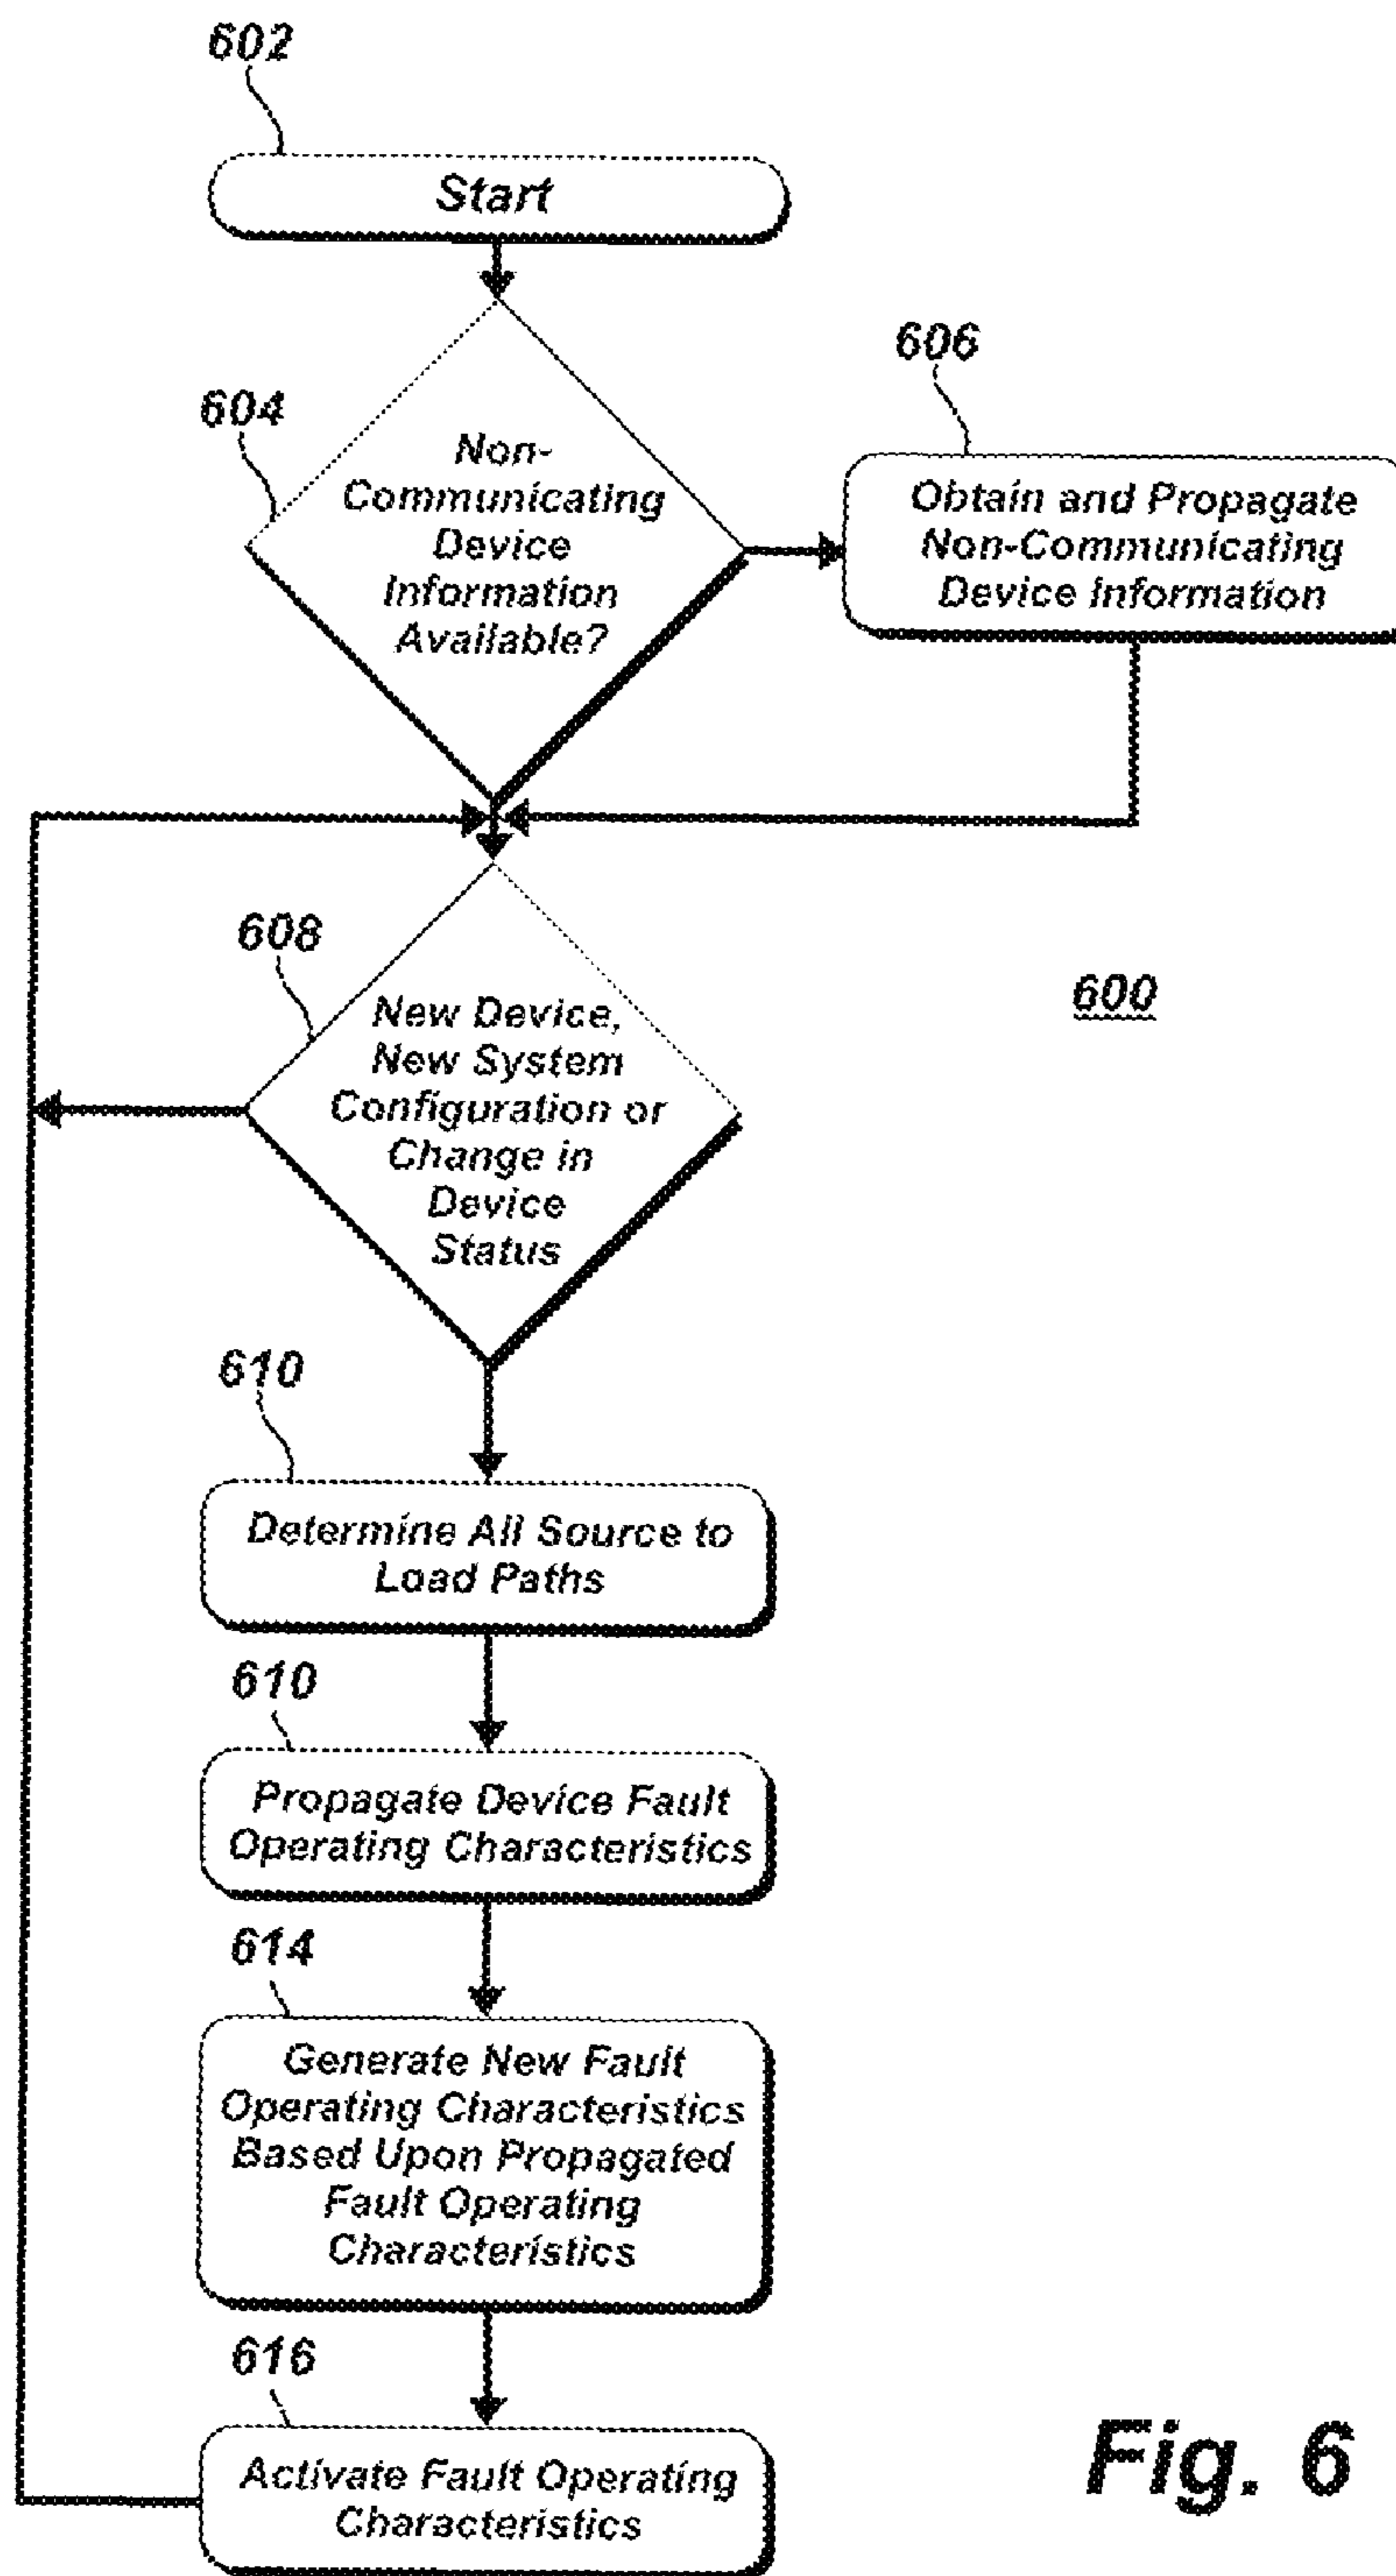 602
Start
604
Non-
Communicating
Device
Information
Available?
606
Obtain and Propagate
Non-Communicating
Device Information
608
New Device,
New System
Configuration or
Change in
Device
Status
600
610
Determine All Source to
Load Paths
610
Propagate Device Fault
Operating Characteristics
614
Generate New Fault
Operating Characteristics
Based Upon Propagated
Fault Operating
Characteristics
616
Activate Fault Operating
Characteristics
Fig. 6